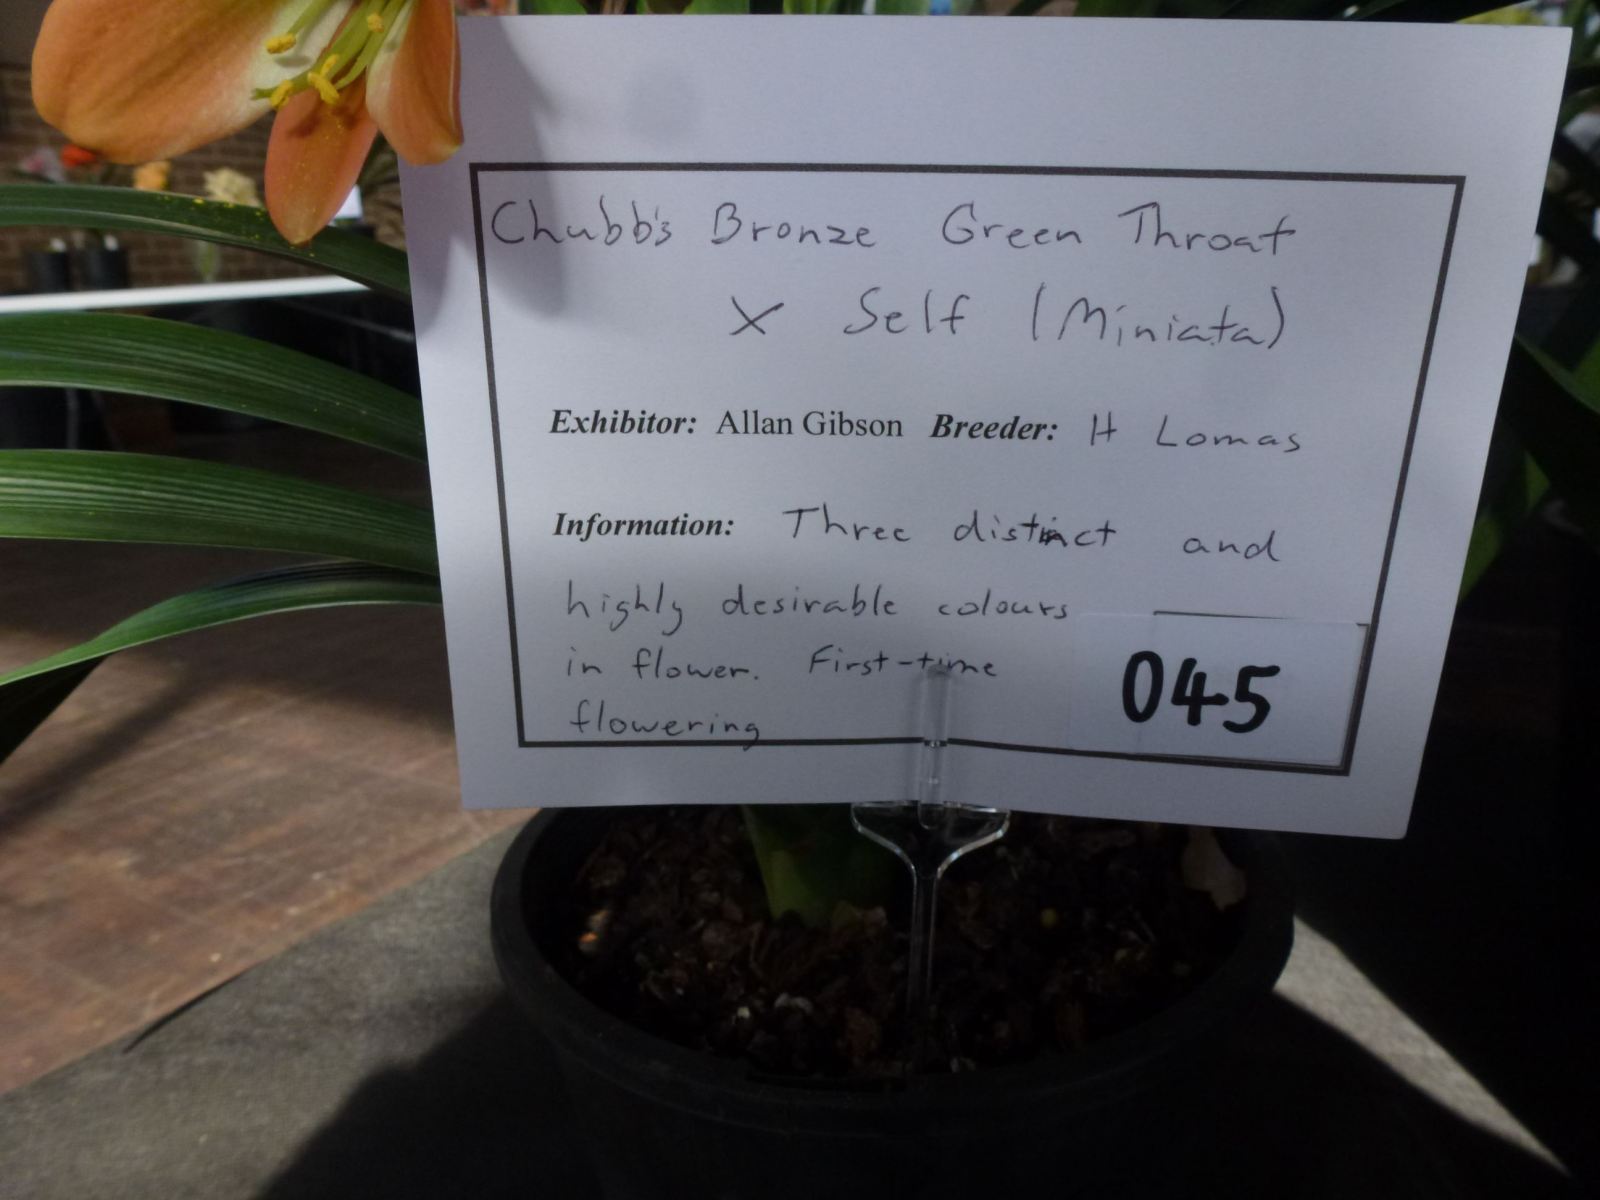 Chubb's Bronze Green Throat
X Self (Miniata)
Exhibitor: Allan Gibson Breeder: H Lomas
Information: Three distinct and
highly desirable colours
in flower. First-time
flowering
045